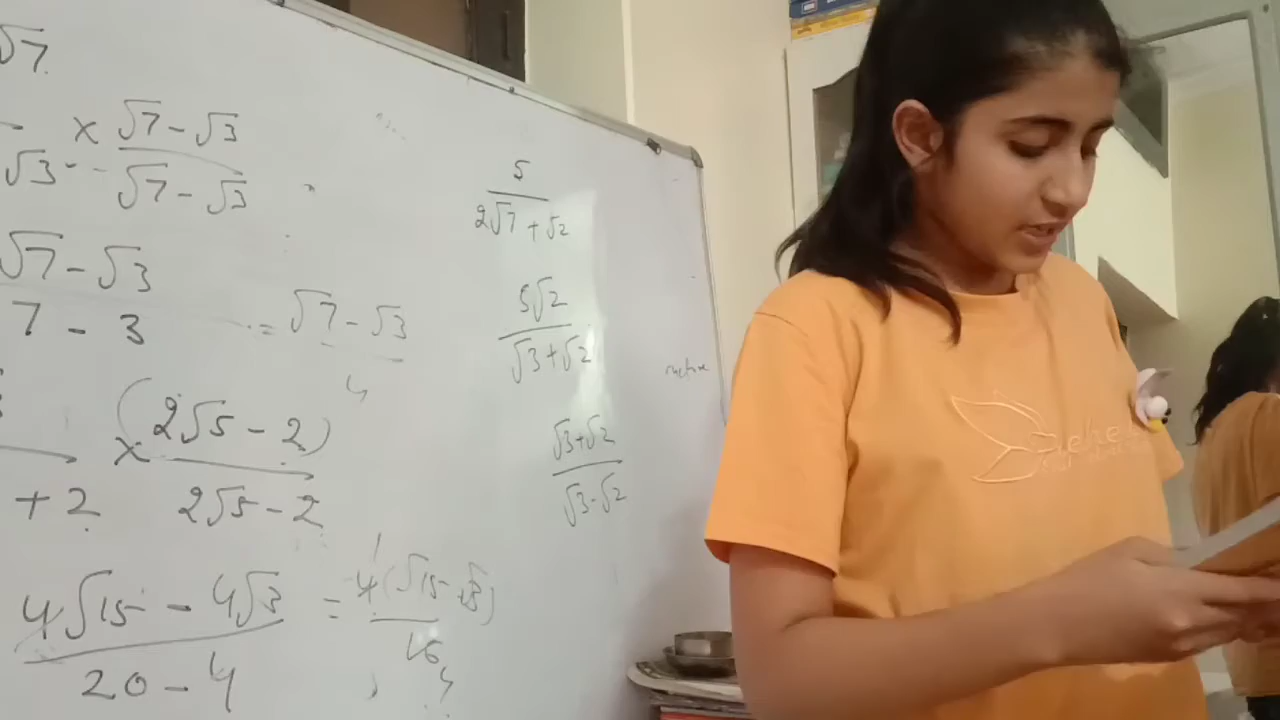 √7
× √7 - √3
√3 √7 - √3
√7 - √3
7 - 3
= √7 - √3
4
× (2√5 - 2)
+ 2 2√5 - 2
4√15 - 4√3 = 4(√15 - √3)
20 - 4 16
4
5
2√7 + √2
5√2
√3 + √2
√3 + √2
√3 - √2